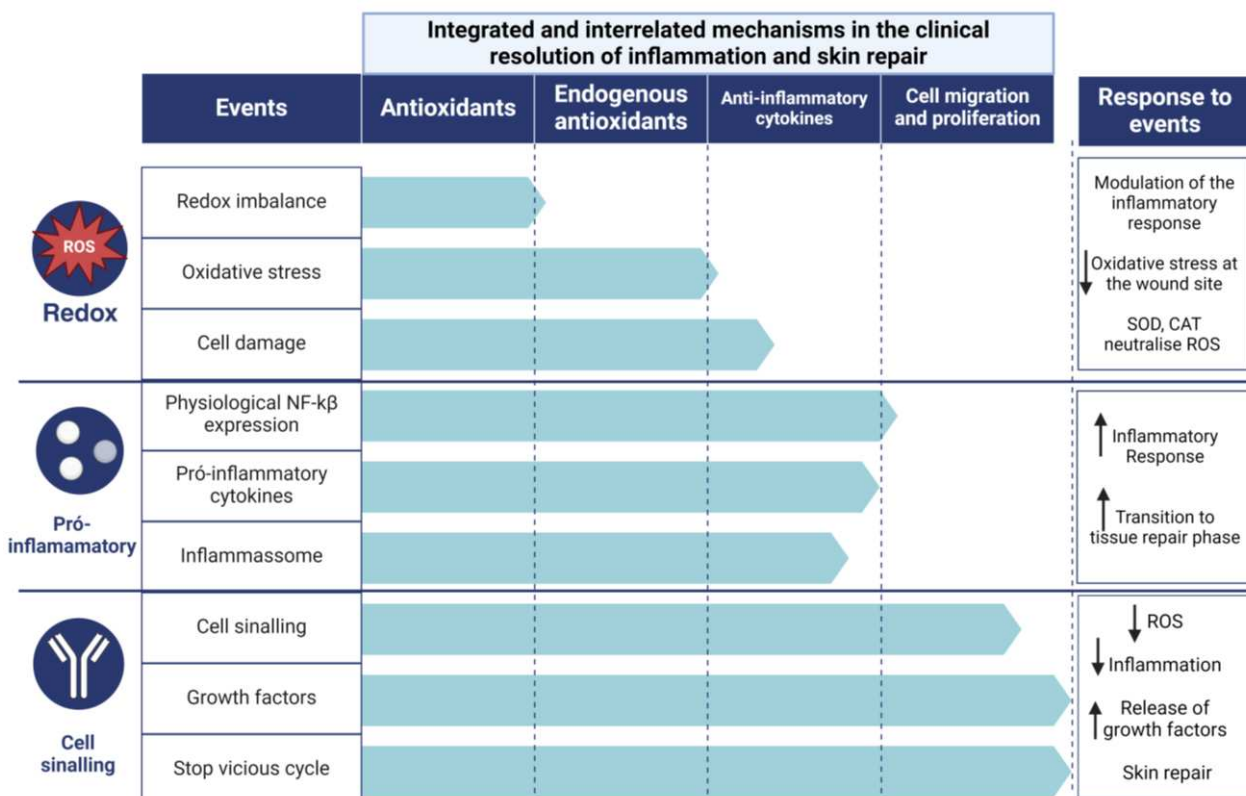 Integrated and interrelated mechanisms in the clinical
resolution of inflammation and skin repair
Events
Antioxidants
Endogenous
antioxidants
Anti-inflammatory
cytokines
Cell migration
and proliferation
Response to
events
ROS
Redox
Redox imbalance
Oxidative stress
Cell damage
Modulation of the
inflammatory
response
Oxidative stress at
the wound site
SOD, CAT
neutralise ROS
Pró-
inflamamatory
Physiological NF-kβ
expression
Pró-inflammatory
cytokines
Inflammassome
Inflammatory
Response
Transition to
tissue repair phase
Cell
sinalling
Cell sinalling
Growth factors
Stop vicious cycle
ROS
Inflammation
Release of
growth factors
Skin repair